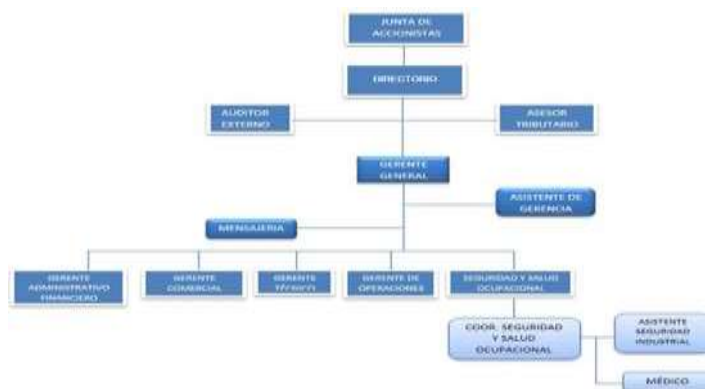 JUNTA DE
ACCIONISTAS
DIRECTORIO
AUDITOR
EXTERNO
ASESOR
TRIBUTARIO
GERENTE
GENERAL
ASISTENTE DE
GERENCIA
MENSAJERIA
GERENTE
ADMINISTRATIVO
FINANCIERO
GERENTE
COMERCIAL
GERENTE
TÉCNICO
GERENTE DE
OPERACIONES
SEGURIDAD Y SALUD
OCUPACIONAL
COOR. SEGURIDAD
Y SALUD
OCUPACIONAL
ASISTENTE
SEGURIDAD
INDUSTRIAL
MÉDICO